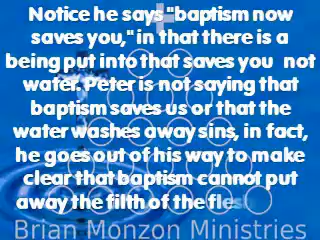 Notice he says "baptism now
saves you," in that there is a
being put into that saves you not
water. Peter is not saying that
baptism saves us or that the
water washes away sins, in fact,
he goes out of his way to make
clear that baptism cannot put
away the filth of the fles
Brian Monzon Ministries